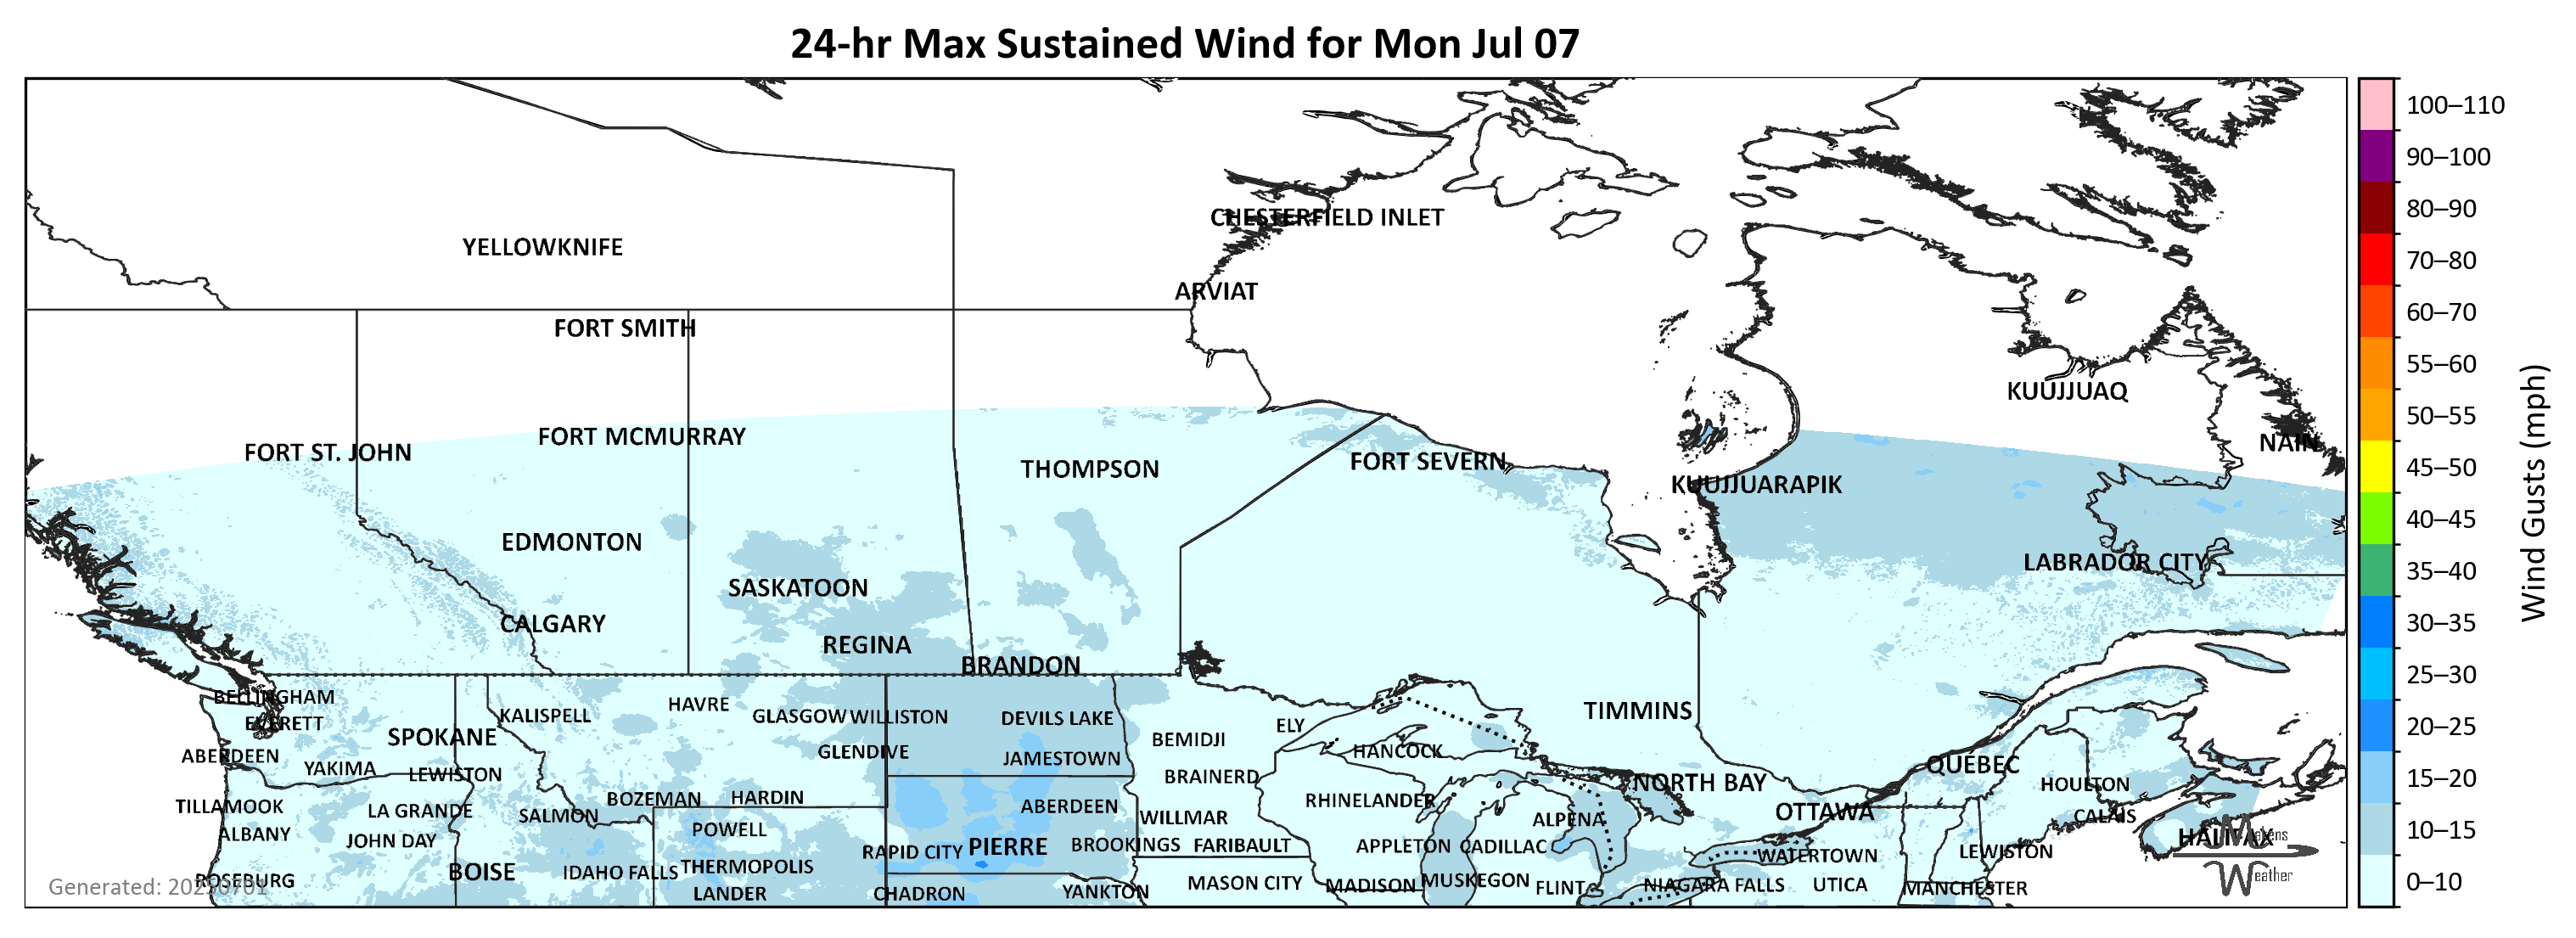 24-hr Max Sustained Wind for Mon Jul 07
100–110
90–100
80–90
70–80
60–70
55–60
50–55
45–50
40–45
35–40
30–35
25–30
20–25
15–20
10–15
0–10
Wind Gusts (mph)
CHESTERFIELD INLET
YELLOWKNIFE
ARVIAT
FORT SMITH
KUUJJUAQ
FORT MCMURRAY
NAIN
FORT ST. JOHN
FORT SEVERN
THOMPSON
KUUJJUARAPIK
EDMONTON
LABRADOR CITY
SASKATOON
CALGARY
REGINA
BRANDON
BELLINGHAM
HAVRE
TIMMINS
KALISPELL
GLASGOW
WILLISTON
DEVILS LAKE
EVERETT
ELY
SPOKANE
BEMIDJI
GLENDIVE
HANCOCK
ABERDEEN
JAMESTOWN
QUÉBEC
YAKIMA
LEWISTON
BRAINERD
NORTH BAY
HOULTON
BOZEMAN
HARDIN
RHINELANDER
TILLAMOOK
ABERDEEN
LA GRANDE
OTTAWA
SALMON
CALAIS
WILLMAR
ALPENA
POWELL
ALBANY
HALIFAX
JOHN DAY
BROOKINGS
FARIBAULT
APPLETON
CADILLAC
PIERRE
RAPID CITY
LEWISTON
WATERTOWN
THERMOPOLIS
BOISE
IDAHO FALLS
ROSEBURG
MUSKEGON
MASON CITY
MADISON
NIAGARA FALLS
UTICA
FLINT
MANCHESTER
YANKTON
LANDER
CHADRON
Generated: 20250701
Makens
Weather